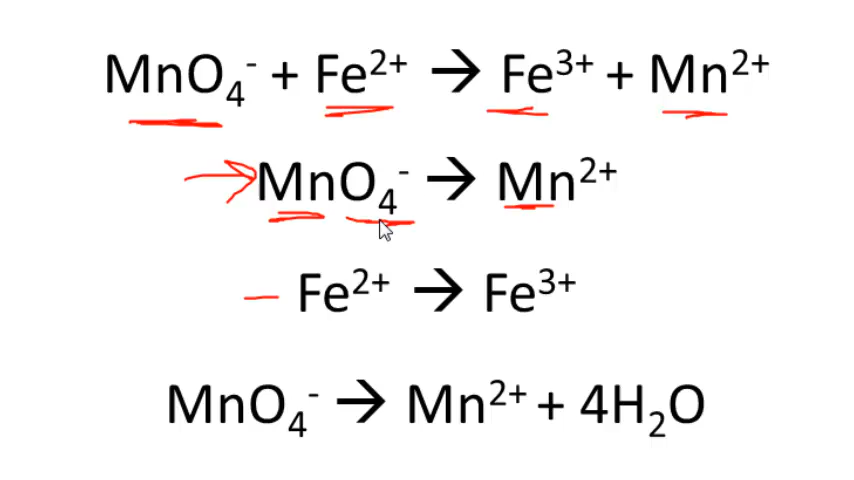 MnO₄⁻ + Fe²⁺ → Fe³⁺ + Mn²⁺
MnO₄⁻ → Mn²⁺
Fe²⁺ → Fe³⁺
MnO₄⁻ → Mn²⁺ + 4H₂O